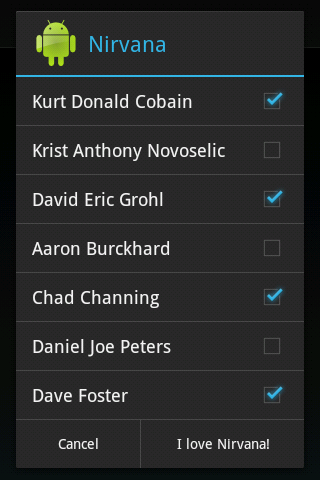 Nirvana
Kurt Donald Cobain
Krist Anthony Novoselic
David Eric Grohl
Aaron Burckhard
Chad Channing
Daniel Joe Peters
Dave Foster
Cancel
I love Nirvana!